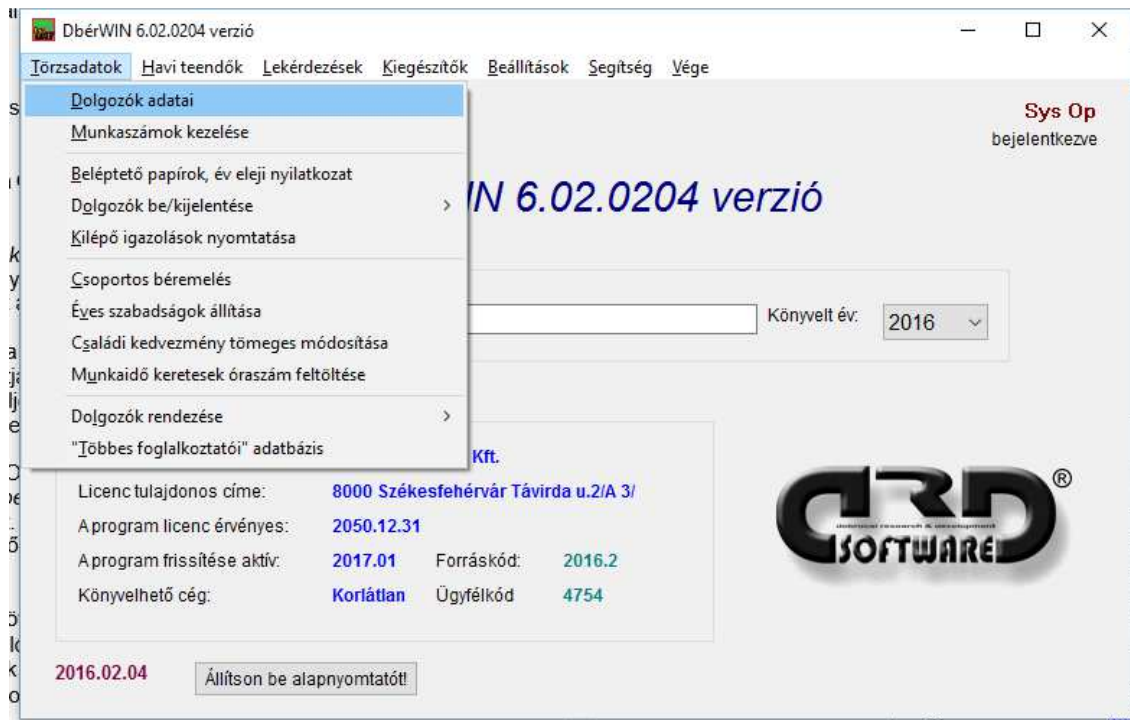 DbérWIN 6.02.0204 verzió
Törzsadatok Havi teendők Lekérdezések Kiegészítők Beállítások Segítség Vége
Dolgozók adatai
Munkaszámok kezelése
Beléptető papírok, év eleji nyilatkozat
Dolgozók be/kijelentése
Kilépő igazolások nyomtatása
Csoportos béremelés
Éves szabadságok állítása
Családi kedvezmény tömeges módosítása
Munkaidő keretesek óraszám feltöltése
Dolgozók rendezése
"Többes foglalkoztatói" adatbázis
Sys Op
bejelentkezve
IN 6.02.0204 verzió
Könyvelt év: 2016
Kft.
Licenc tulajdonos címe: 8000 Székesfehérvár Távirda u.2/A 3/
A program licenc érvényes: 2050.12.31
A program frissítése aktív: 2017.01 Forráskód: 2016.2
Könyvelhető cég: Korlátlan Ügyfélkód 4754
DRD ®
SOFTWARE
2016.02.04 Állítson be alapnyomtatót!